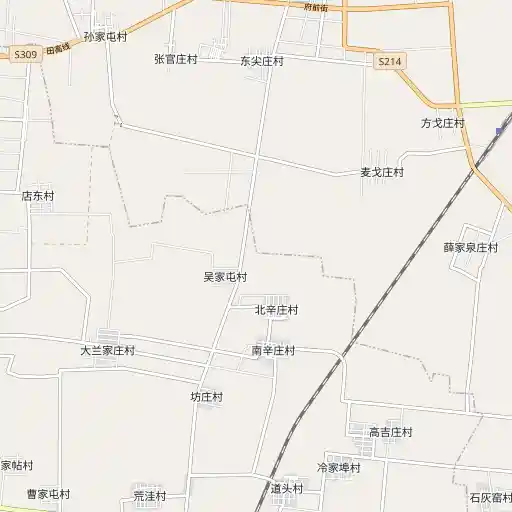 府前街
孙家屯村
田高线
S309
张官庄村
东尖庄村
S214
方戈庄村
麦戈庄村
店东村
薛家泉庄村
吴家屯村
北辛庄村
大兰家庄村
南辛庄村
坊庄村
高吉庄村
家帖村
冷家埠村
曹家屯村
荒洼村
道头村
石灰窑村